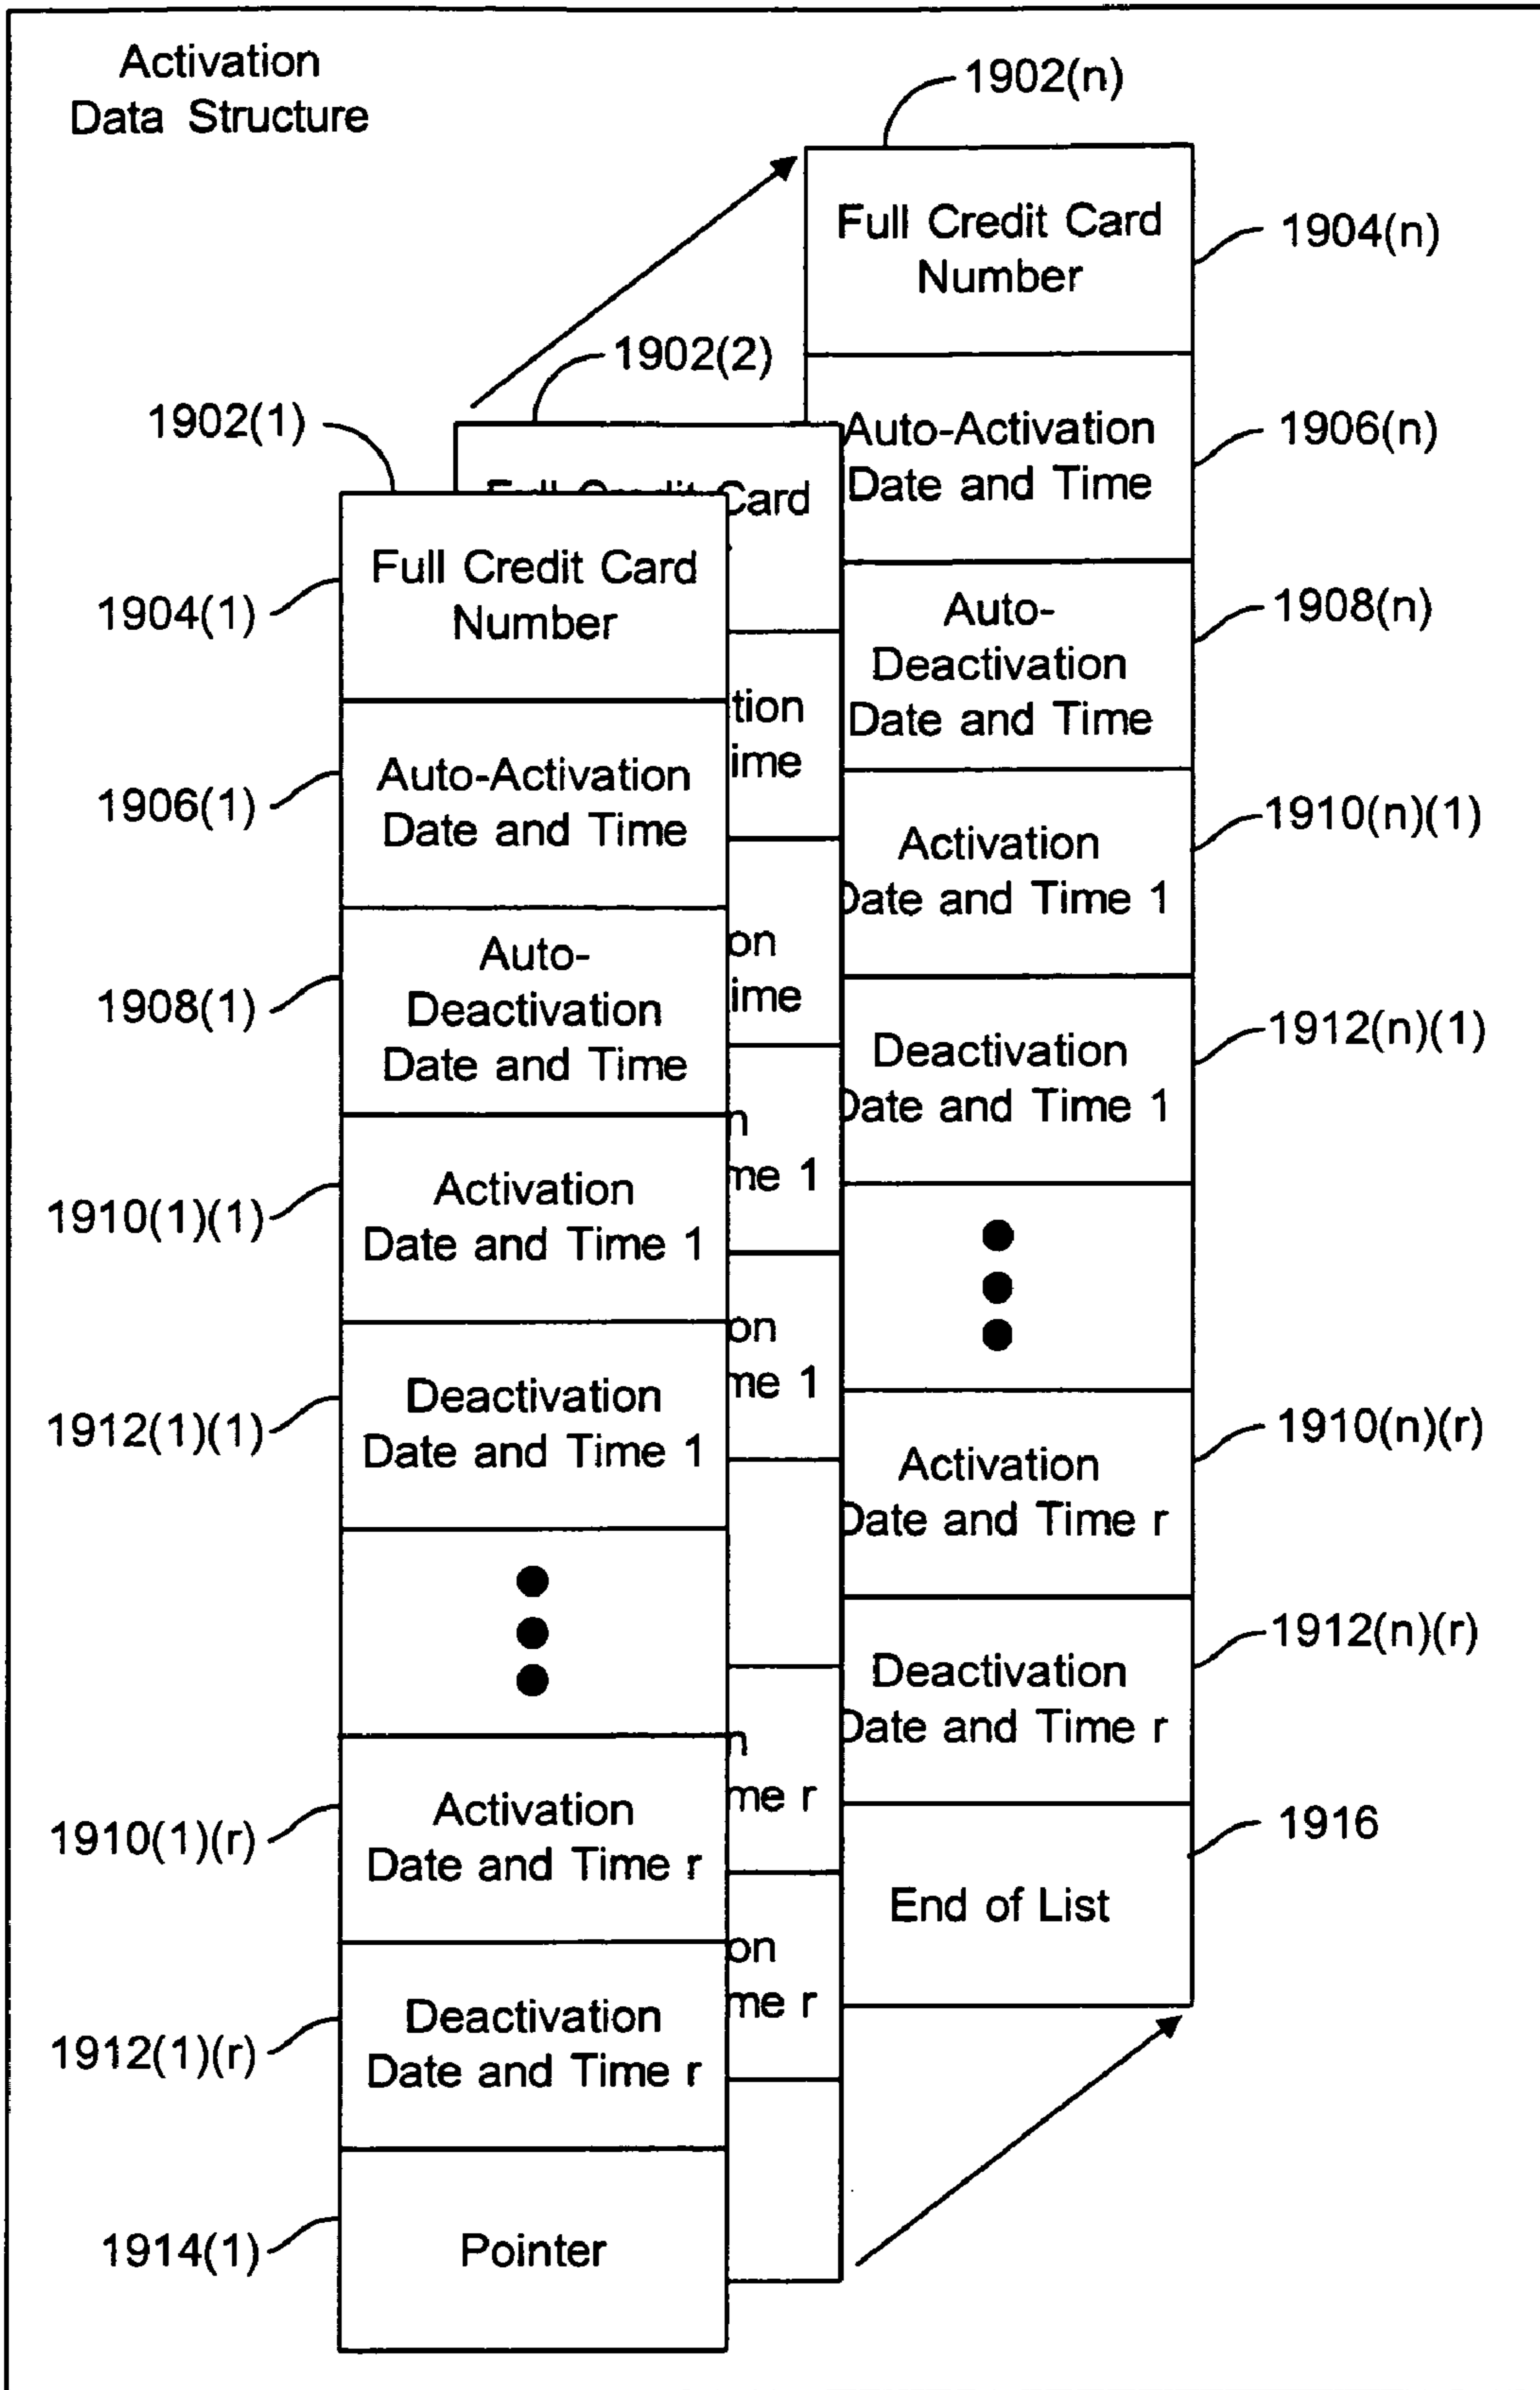 Activation
Data Structure
1902(n)
Full Credit Card
Number
1904(n)
Auto-Activation
Date and Time
1906(n)
Auto-
Deactivation
Date and Time
1908(n)
Activation
Date and Time 1
1910(n)(1)
Deactivation
Date and Time 1
1912(n)(1)
Activation
Date and Time r
1910(n)(r)
Deactivation
Date and Time r
1912(n)(r)
End of List
1916
1902(2)
Full Credit Card
tion
ime
on
ime
n
me 1
on
me 1
n
me r
on
me r
1902(1)
Full Credit Card
Number
1904(1)
Auto-Activation
Date and Time
1906(1)
Auto-
Deactivation
Date and Time
1908(1)
Activation
Date and Time 1
1910(1)(1)
Deactivation
Date and Time 1
1912(1)(1)
Activation
Date and Time r
1910(1)(r)
Deactivation
Date and Time r
1912(1)(r)
Pointer
1914(1)